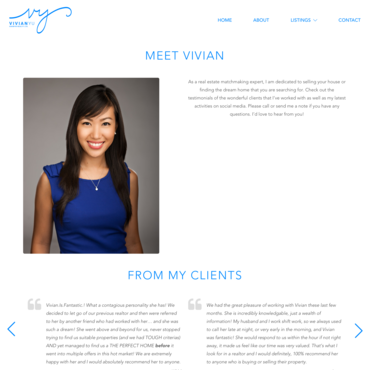 vy
VIVIAN
HOME ABOUT LISTINGS CONTACT
MEET VIVIAN
As a real estate matchmaking expert, I am dedicated to selling your house or
finding the dream home that you are searching for. Check out the
testimonials of the wonderful clients that I've worked with as well as my latest
activities on social media. Please call or send me a note if you have any
questions. I'd love to hear from you!
FROM MY CLIENTS
Vivian is Fantastic.! What a contagious personality she has! We
decided to let go of our previous realtor and then were referred
to her by another friend who had worked with her... and she was
such a dream! She went above and beyond for us, never stopped
trying to find us suitable properties (and we had TOUGH criteria)
AND yet managed to find us a THE PERFECT HOME before it
went into multiple offers in this hot market! We are extremely
happy with her and I would absolutely recommend her to anyone
We had the great pleasure of working with Vivian these last few
months. She is incredibly knowledgeable, just a wealth of
information! My husband and I work shift work, so we always used
to call her late at night, or very early in the morning, and Vivian
was fantastic! She would respond to us within the hour if not right
away, it made us feel like our time was very valued. That's what I
look for in a realtor and I would definitely, 100% recommend her
to anyone who is buying or selling their property.